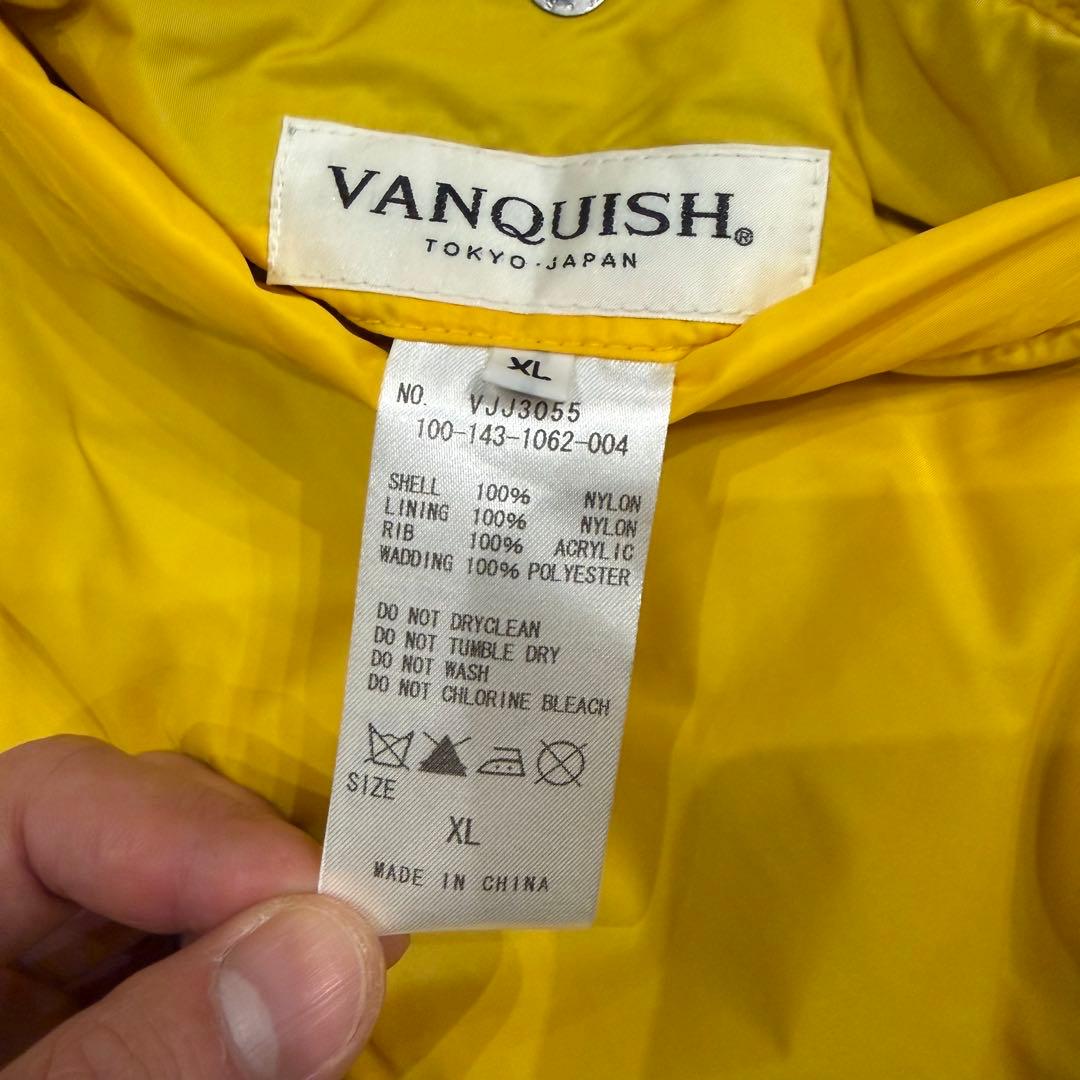 VANQUISH®
TOKYO.JAPAN
XL
NO. VJJ3055
100-143-1062-004
SHELL 100% NYLON
LINING 100% NYLON
RIB 100% ACRYLIC
WADDING 100% POLYESTER
DO NOT DRYCLEAN
DO NOT TUMBLE DRY
DO NOT WASH
DO NOT CHLORINE BLEACH
SIZE
XL
MADE IN CHINA